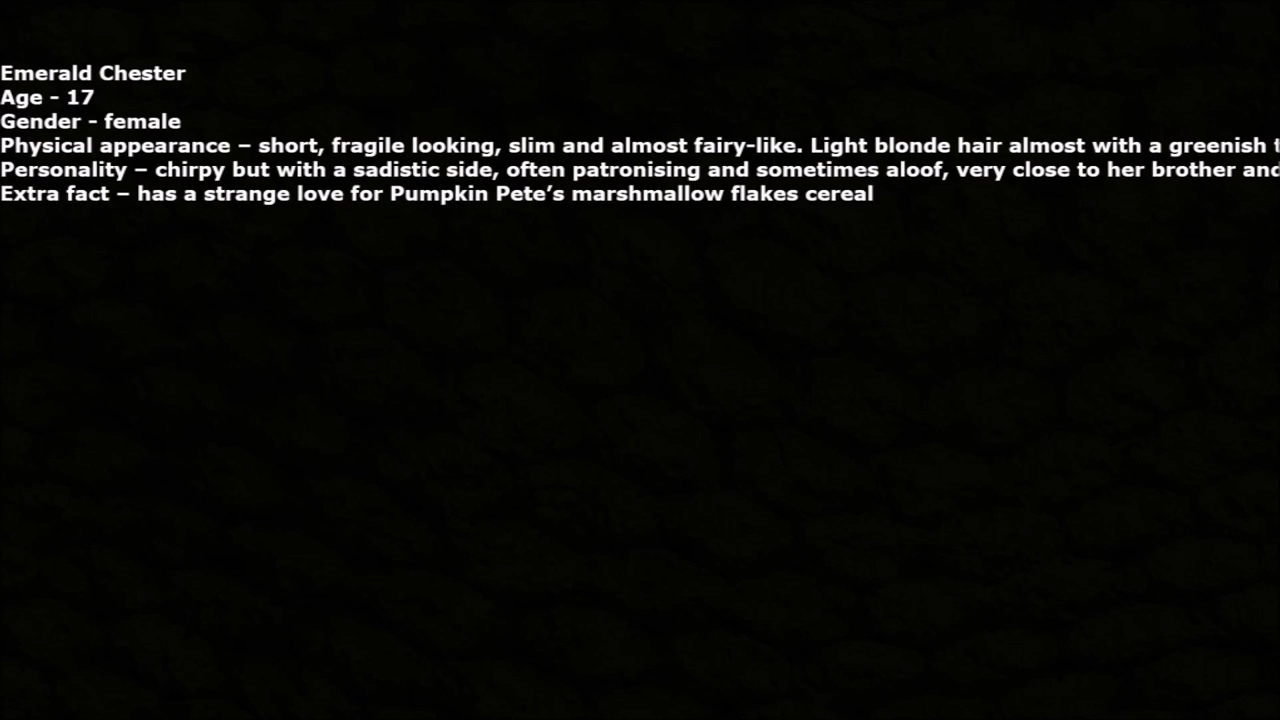 Emerald Chester
Age - 17
Gender - female
Physical appearance – short, fragile looking, slim and almost fairy-like. Light blonde hair almost with a greenish
Personality – chirpy but with a sadistic side, often patronising and sometimes aloof, very close to her brother and
Extra fact – has a strange love for Pumpkin Pete’s marshmallow flakes cereal